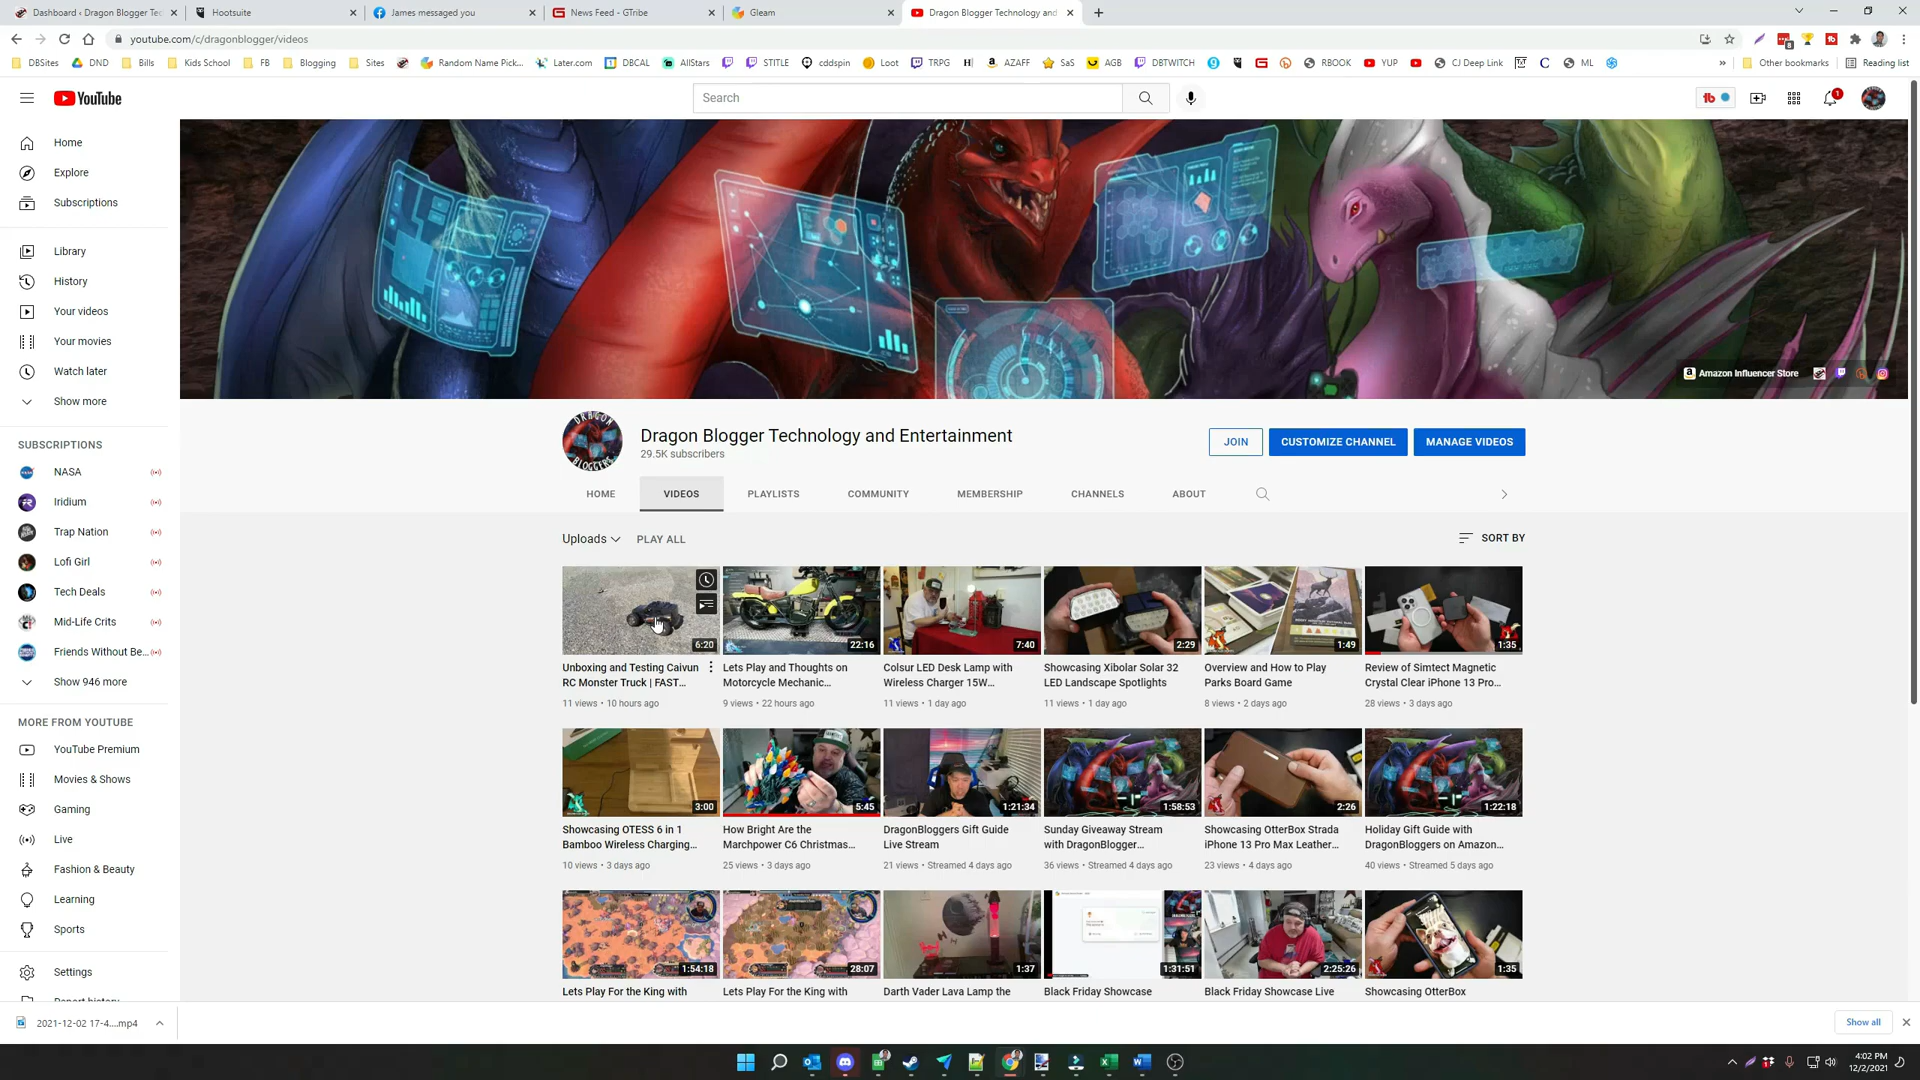 Dashboard ‹ Dragon Blogger Tec
Hootsuite
James messaged you
News Feed - GTribe
Gleam
Dragon Blogger Technology and
youtube.com/c/dragonblogger/videos
DBSites
DND
Bills
Kids School
FB
Blogging
Sites
Random Name Pick...
Later.com
DBCAL
AllStars
STITLE
cddspin
Loot
TRPG
AZAFF
SaS
AGB
DBTWITCH
RBOOK
YUP
CJ Deep Link
ML
Other bookmarks
Reading list
YouTube
Search
Home
Explore
Subscriptions
Library
History
Your videos
Your movies
Watch later
Show more
SUBSCRIPTIONS
NASA
Iridium
Trap Nation
Lofi Girl
Tech Deals
Mid-Life Crits
Friends Without Be...
Show 946 more
MORE FROM YOUTUBE
YouTube Premium
Movies & Shows
Gaming
Live
Fashion & Beauty
Learning
Sports
Settings
Report history
Amazon Influencer Store
DRAGON
BLOGGERS
Dragon Blogger Technology and Entertainment
29.5K subscribers
JOIN
CUSTOMIZE CHANNEL
MANAGE VIDEOS
HOME
VIDEOS
PLAYLISTS
COMMUNITY
MEMBERSHIP
CHANNELS
ABOUT
Uploads
PLAY ALL
SORT BY
6:20
22:16
7:40
2:29
1:49
1:35
Unboxing and Testing Caivun
RC Monster Truck | FAST...
11 views • 10 hours ago
Lets Play and Thoughts on
Motorcycle Mechanic...
9 views • 22 hours ago
Colsur LED Desk Lamp with
Wireless Charger 15W...
11 views • 1 day ago
Showcasing Xibolar Solar 32
LED Landscape Spotlights
11 views • 1 day ago
Overview and How to Play
Parks Board Game
8 views • 2 days ago
Review of Simtect Magnetic
Crystal Clear iPhone 13 Pro...
28 views • 3 days ago
3:00
5:45
1:21:34
1:58:53
2:26
1:22:18
Showcasing OTESS 6 in 1
Bamboo Wireless Charging...
10 views • 3 days ago
How Bright Are the
Marchpower C6 Christmas...
25 views • 3 days ago
DragonBloggers Gift Guide
Live Stream
21 views • Streamed 4 days ago
Sunday Giveaway Stream
with DragonBlogger...
36 views • Streamed 4 days ago
Showcasing OtterBox Strada
iPhone 13 Pro Max Leather...
23 views • 4 days ago
Holiday Gift Guide with
DragonBloggers on Amazon...
40 views • Streamed 5 days ago
1:54:18
28:07
1:37
1:31:51
2:25:26
1:35
Lets Play For the King with
Lets Play For the King with
Darth Vader Lava Lamp the
Black Friday Showcase
Black Friday Showcase Live
Showcasing OtterBox
2021-12-02 17-4....mp4
Show all
4:02 PM
12/2/2021